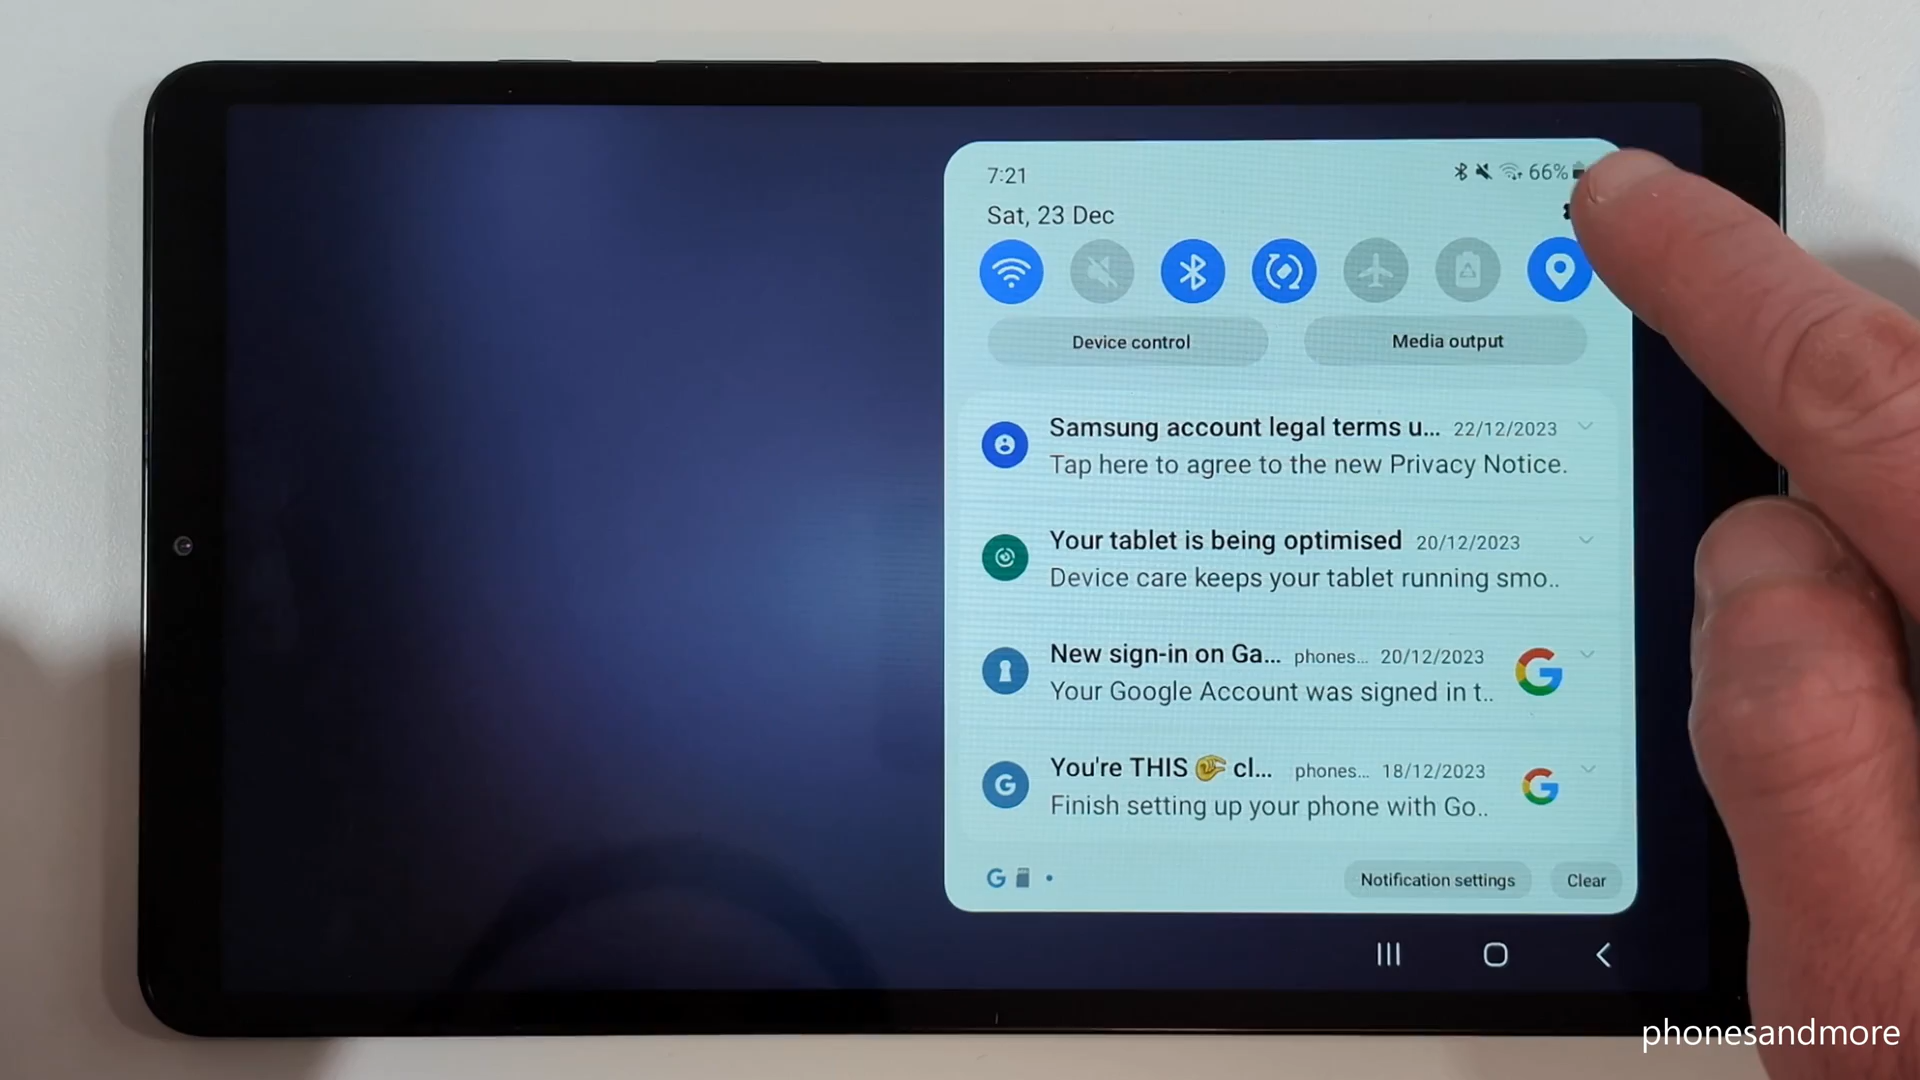 7:21
66%
Sat, 23 Dec
Device control
Media output
Samsung account legal terms u... 22/12/2023
Tap here to agree to the new Privacy Notice.
Your tablet is being optimised 20/12/2023
Device care keeps your tablet running smo..
New sign-in on Ga... phones... 20/12/2023
Your Google Account was signed in t..
You're THIS 🤏 cl... phones... 18/12/2023
Finish setting up your phone with Go..
Notification settings
Clear
phonesandmore